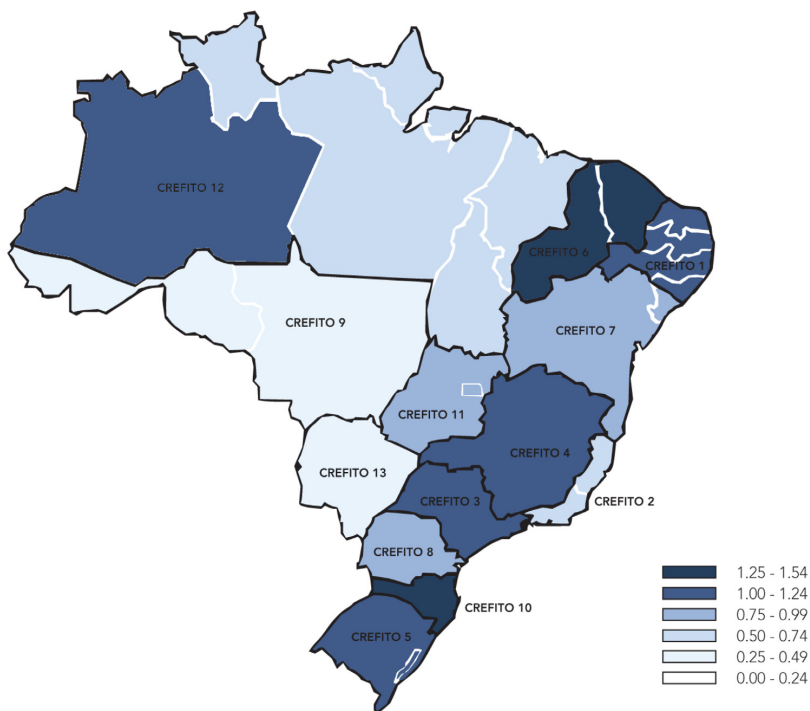 CREFITO 12
CREFITO 6
CREFITO 1
CREFITO 9
CREFITO 7
CREFITO 11
CREFITO 4
CREFITO 13
CREFITO 3
CREFITO 2
CREFITO 8
CREFITO 10
CREFITO 5
1.25 - 1.54
1.00 - 1.24
0.75 - 0.99
0.50 - 0.74
0.25 - 0.49
0.00 - 0.24